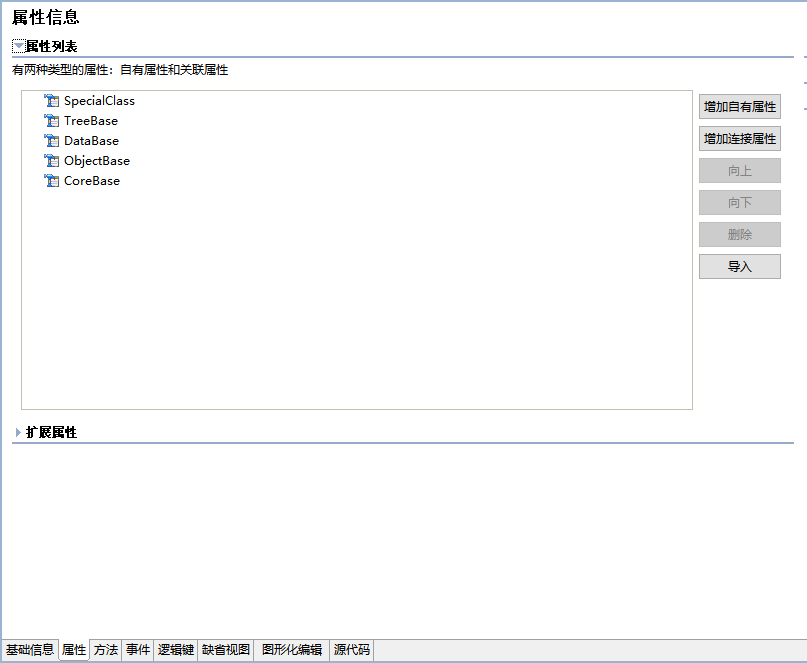 属性信息
属性列表
有两种类型的属性：自有属性和关联属性
SpecialClass
TreeBase
DataBase
ObjectBase
CoreBase
增加自有属性
增加连接属性
向上
向下
删除
导入
扩展属性
基础信息 属性 方法 事件 逻辑键 缺省视图 图形化编辑 源代码